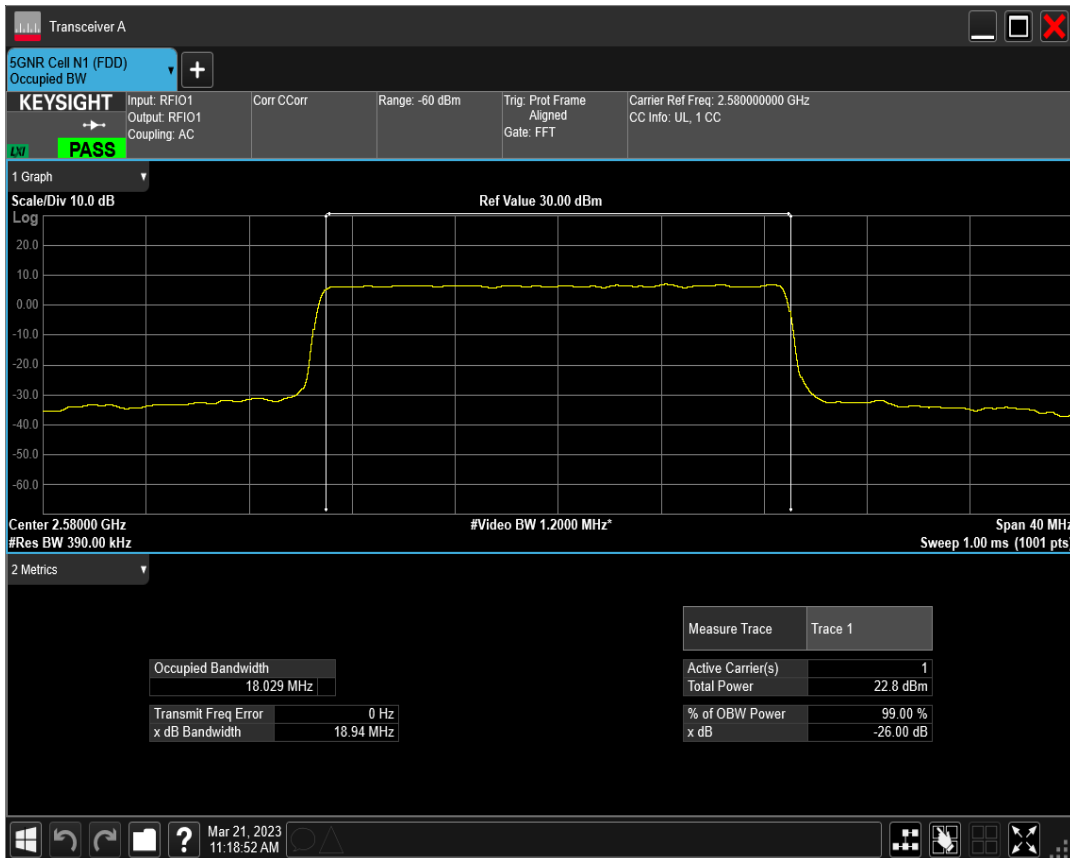 Transceiver A
5GNR Cell N1 (FDD)
Occupied BW
+
KEYSIGHT
LXI
PASS
Input: RFIO1
Output: RFIO1
Coupling: AC
Corr CCorr
Range: -60 dBm
Trig: Prot Frame
Aligned
Gate: FFT
Carrier Ref Freq: 2.580000000 GHz
CC Info: UL, 1 CC
1 Graph
Scale/Div 10.0 dB
Ref Value 30.00 dBm
Log
20.0
10.0
0.00
-10.0
-20.0
-30.0
-40.0
-50.0
-60.0
Center 2.58000 GHz
#Video BW 1.2000 MHz*
Span 40 MHz
#Res BW 390.00 kHz
Sweep 1.00 ms (1001 pts)
2 Metrics
Measure Trace Trace 1
Occupied Bandwidth
18.029 MHz
Transmit Freq Error 0 Hz
x dB Bandwidth 18.94 MHz
Active Carrier(s) 1
Total Power 22.8 dBm
% of OBW Power 99.00 %
x dB -26.00 dB
?
Mar 21, 2023
11:18:52 AM